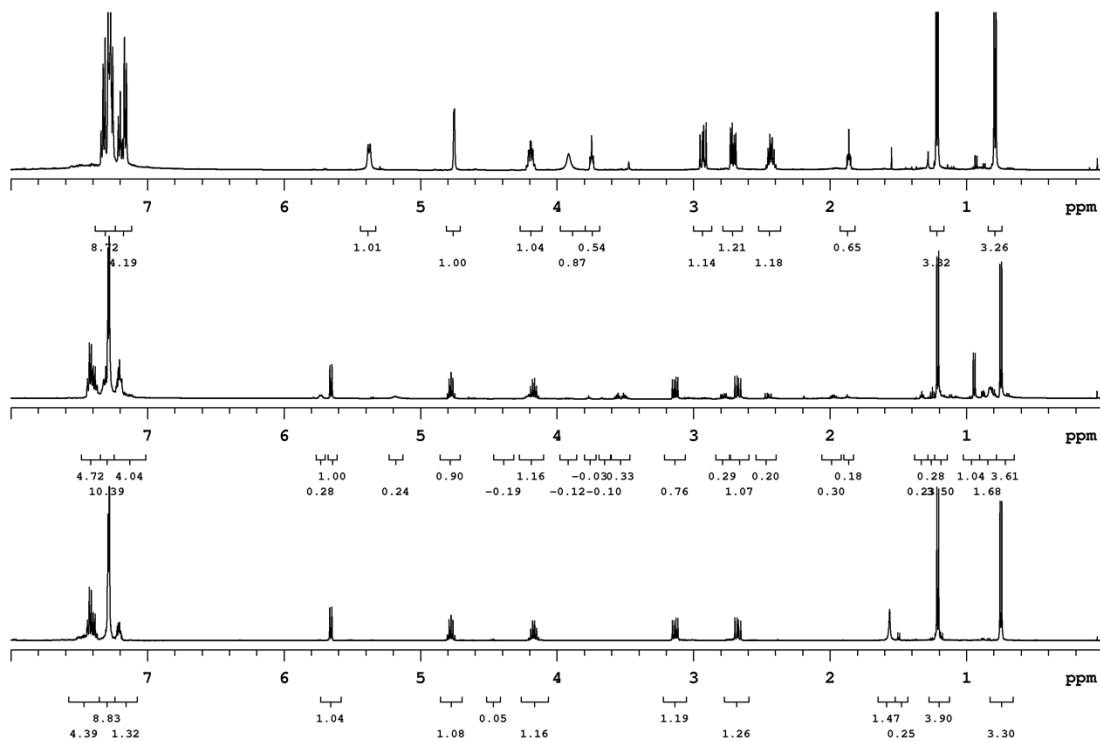 7 6 5 4 3 2 1 ppm
8.72 1.01 1.00 1.04 0.54 1.21 1.18 0.65 3.26
4.19 0.87 1.14
7 6 5 4 3 2 1 ppm
4.72 4.04 1.00 0.90 1.16 -0.03 0.33 0.29 0.20 0.18 0.28 1.04 3.61
10.39 0.28 0.24 -0.19 -0.12 -0.10 0.76 1.07 0.30 1.68
7 6 5 4 3 2 1 ppm
8.83 1.04 0.05 1.19 1.47 3.90
4.39 1.32 1.08 1.16 1.26 0.25 3.30